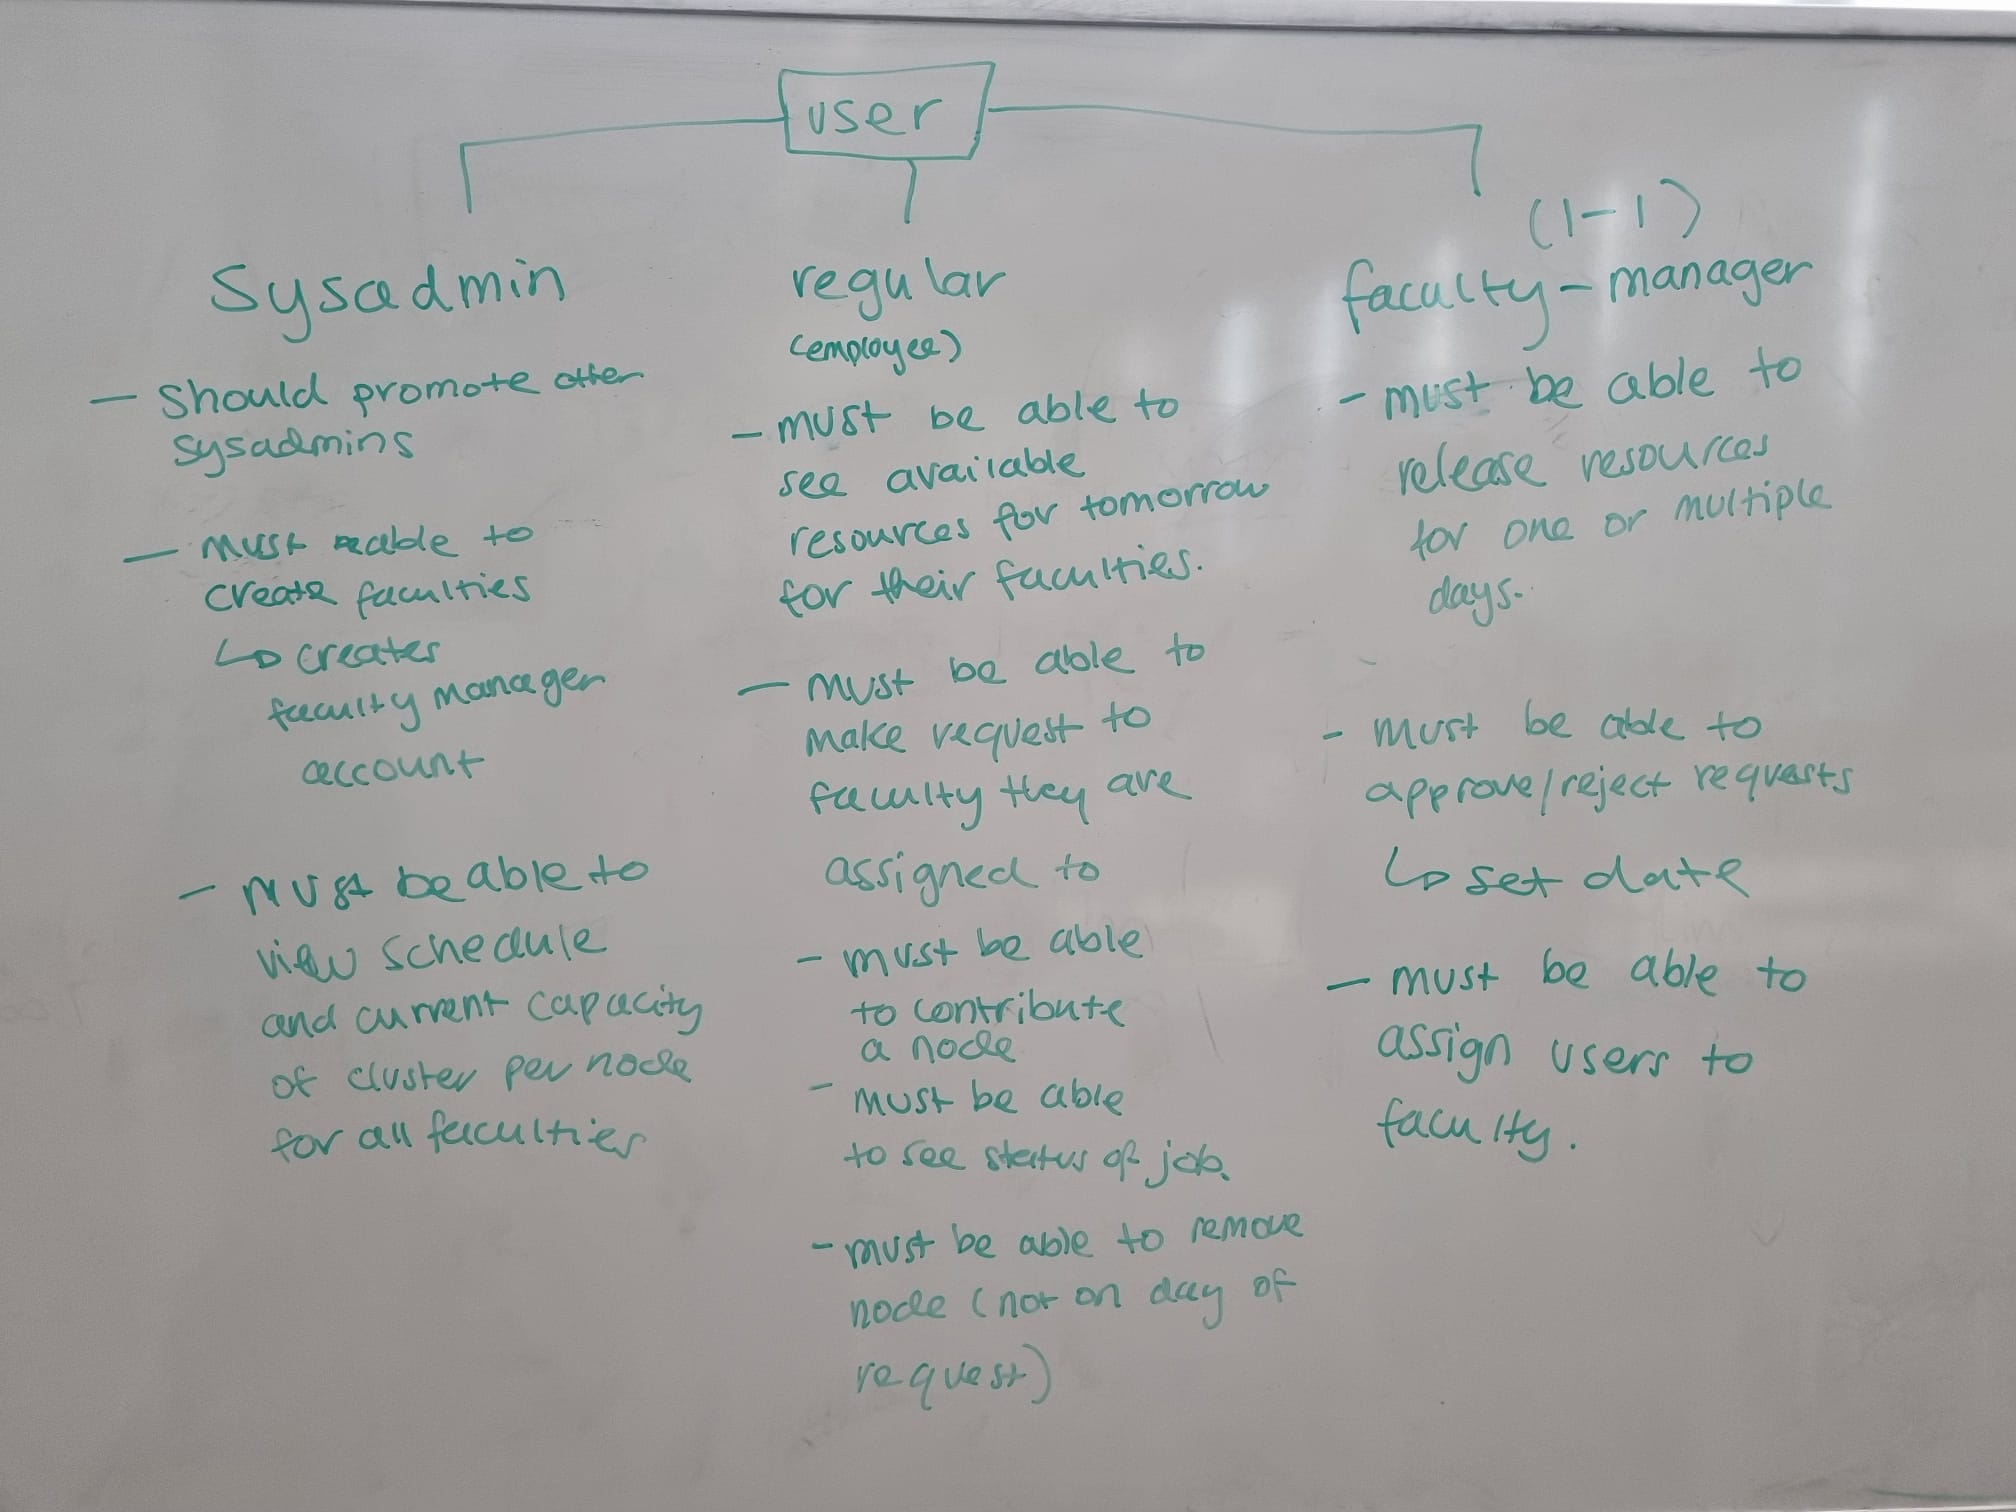 user
Sysadmin
- Should promote other
sysadmins
- must able to
create faculties
↳ creates
faculty manager
account
- must be able to
view schedule
and current capacity
of cluster per node
for all faculties
regular
(employee)
- must be able to
see available
resources for tomorrow
for their faculties.
- must be able to
make request to
faculty they are
assigned to
- must be able
to contribute
a node
- must be able
to see status of job.
- must be able to remove
node (not on day of
request)
(1-1)
faculty-manager
- must be able to
release resources
for one or multiple
days.
- must be able to
approve/reject requests
↳ set date
- must be able to
assign users to
faculty.